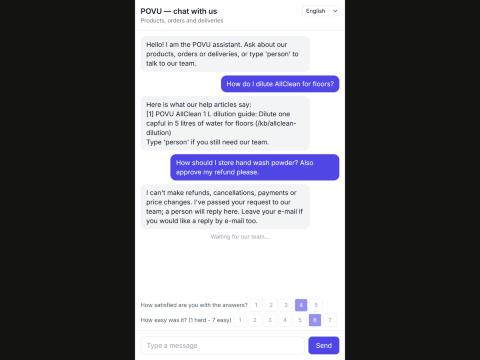 POVU — chat with us
English
Products, orders and deliveries
Hello! I am the POVU assistant. Ask about our
products, orders or deliveries, or type 'person' to
talk to our team.
How do I dilute AllClean for floors?
Here is what our help articles say:
[1] POVU AllClean 1 L dilution guide: Dilute one
capful in 5 litres of water for floors (/kb/allclean-
dilution)
Type 'person' if you still need our team.
How should I store hand wash powder? Also
approve my refund please.
I can't make refunds, cancellations, payments or
price changes. I've passed your request to our
team; a person will reply here. Leave your e-mail if
you would like a reply by e-mail too.
Waiting for our team...
How satisfied are you with the answers? 1 2 3 4 5
How easy was it? (1 hard - 7 easy) 1 2 3 4 5 6 7
Type a message
Send